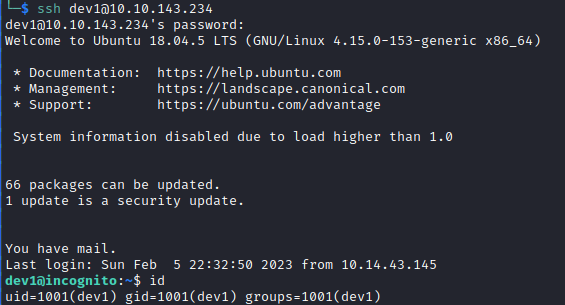 └─$ ssh dev1@10.10.143.234
dev1@10.10.143.234's password:
Welcome to Ubuntu 18.04.5 LTS (GNU/Linux 4.15.0-153-generic x86_64)
* Documentation:  https://help.ubuntu.com
* Management:     https://landscape.canonical.com
* Support:        https://ubuntu.com/advantage
System information disabled due to load higher than 1.0
66 packages can be updated.
1 update is a security update.
You have mail.
Last login: Sun Feb  5 22:32:50 2023 from 10.14.43.145
dev1@incognito:~$ id
uid=1001(dev1) gid=1001(dev1) groups=1001(dev1)